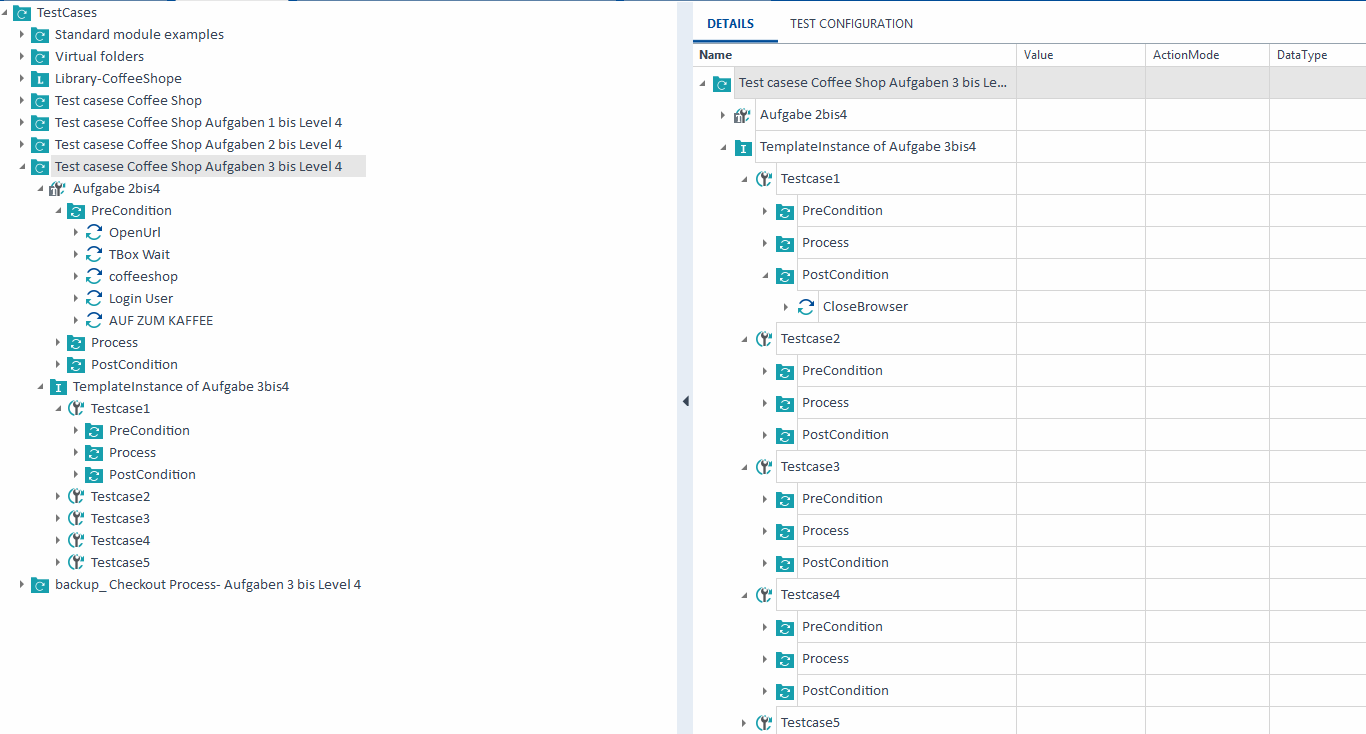 TestCases
Standard module examples
Virtual folders
Library-CoffeeShope
Test casese Coffee Shop
Test casese Coffee Shop Aufgaben 1 bis Level 4
Test casese Coffee Shop Aufgaben 2 bis Level 4
Test casese Coffee Shop Aufgaben 3 bis Level 4
Aufgabe 2bis4
PreCondition
OpenUrl
TBox Wait
coffeeshop
Login User
AUF ZUM KAFFEE
Process
PostCondition
TemplateInstance of Aufgabe 3bis4
Testcase1
PreCondition
Process
PostCondition
Testcase2
Testcase3
Testcase4
Testcase5
backup_ Checkout Process- Aufgaben 3 bis Level 4
DETAILS TEST CONFIGURATION
Name Value ActionMode DataType
Test casese Coffee Shop Aufgaben 3 bis Le...
Aufgabe 2bis4
TemplateInstance of Aufgabe 3bis4
Testcase1
PreCondition
Process
PostCondition
CloseBrowser
Testcase2
PreCondition
Process
PostCondition
Testcase3
PreCondition
Process
PostCondition
Testcase4
PreCondition
Process
PostCondition
Testcase5